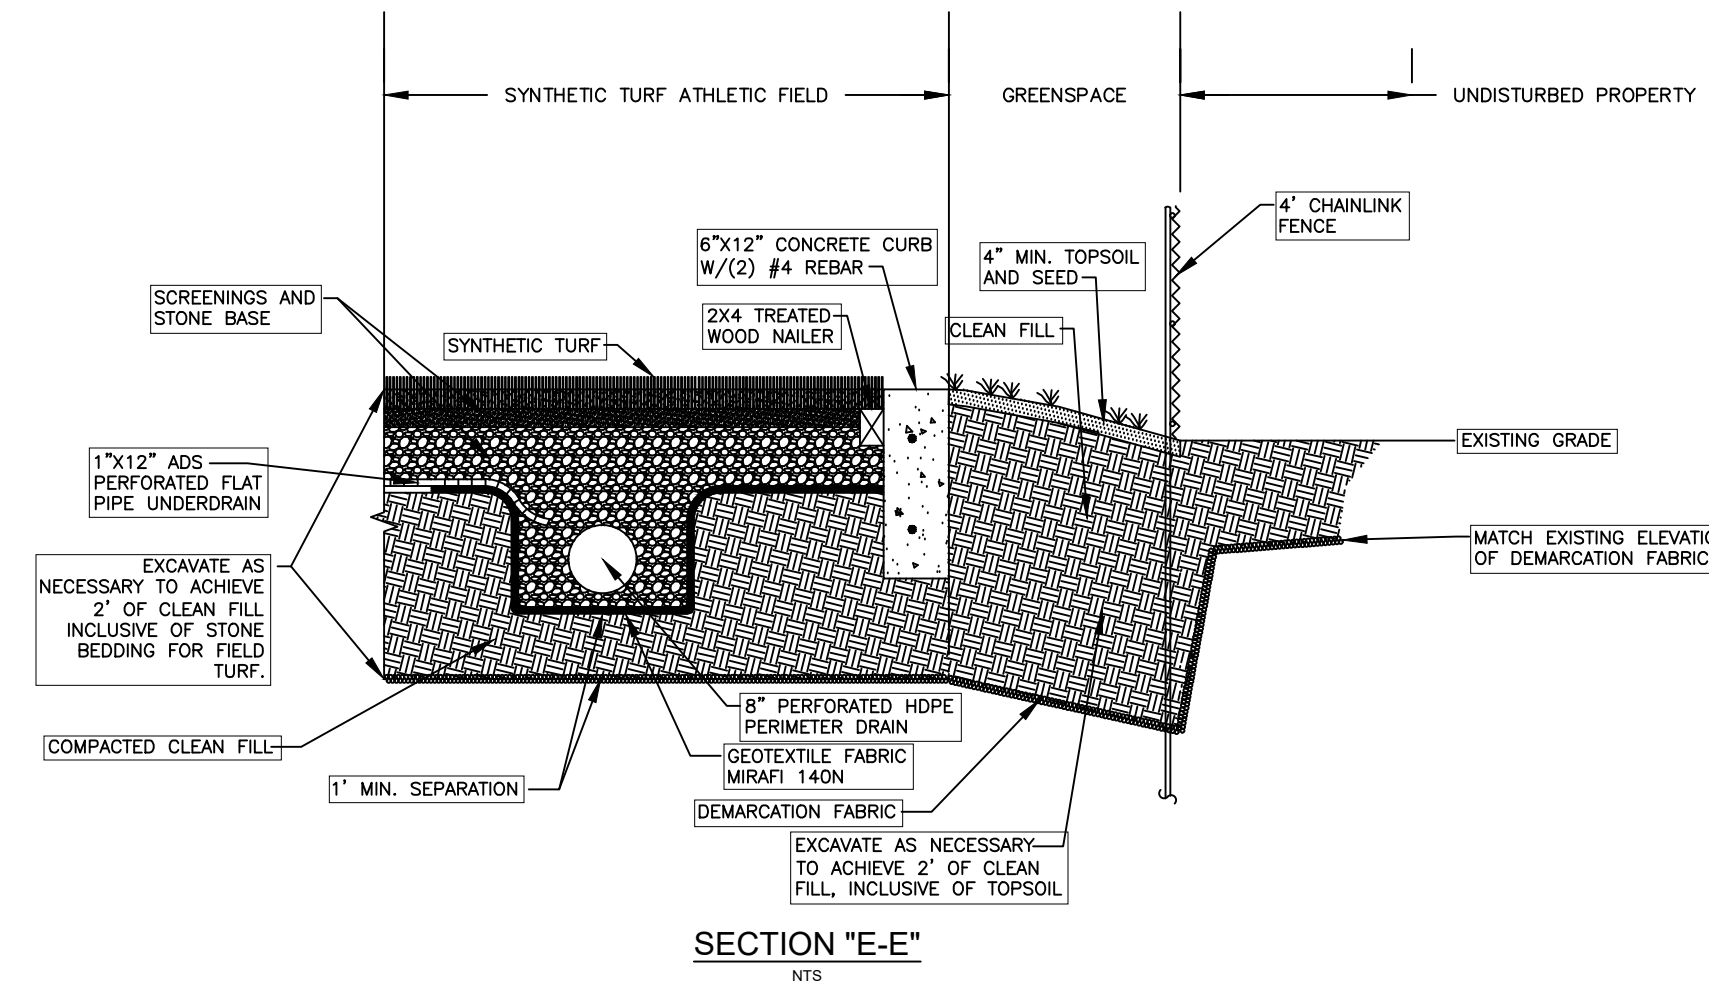 SYNTHETIC TURF ATHLETIC FIELD
GREENSPACE
UNDISTURBED PROPERTY
4' CHAINLINK
FENCE
6"X12" CONCRETE CURB
W/(2) #4 REBAR
4" MIN. TOPSOIL
AND SEED
SCREENINGS AND
STONE BASE
2X4 TREATED
WOOD NAILER
CLEAN FILL
SYNTHETIC TURF
EXISTING GRADE
1"X12" ADS
PERFORATED FLAT
PIPE UNDERDRAIN
MATCH EXISTING ELEVATIO
OF DEMARCATION FABRIC
EXCAVATE AS
NECESSARY TO ACHIEVE
2' OF CLEAN FILL
INCLUSIVE OF STONE
BEDDING FOR FIELD
TURF.
8" PERFORATED HDPE
PERIMETER DRAIN
COMPACTED CLEAN FILL
GEOTEXTILE FABRIC
MIRAFI 140N
1' MIN. SEPARATION
DEMARCATION FABRIC
EXCAVATE AS NECESSARY
TO ACHIEVE 2' OF CLEAN
FILL, INCLUSIVE OF TOPSOIL
SECTION "E-E"
NTS